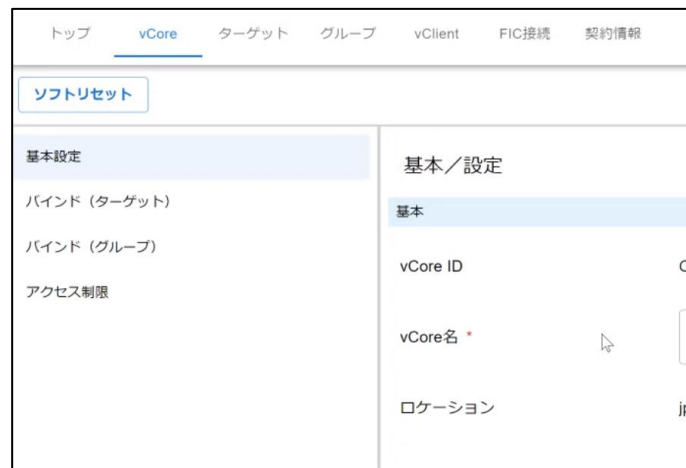 トップ vCore ターゲット グループ vClient FIC接続 契約情報
ソフトリセット
基本設定
バインド（ターゲット）
バインド（グループ）
アクセス制限
基本／設定
基本
vCore ID
vCore名 *
ロケーション